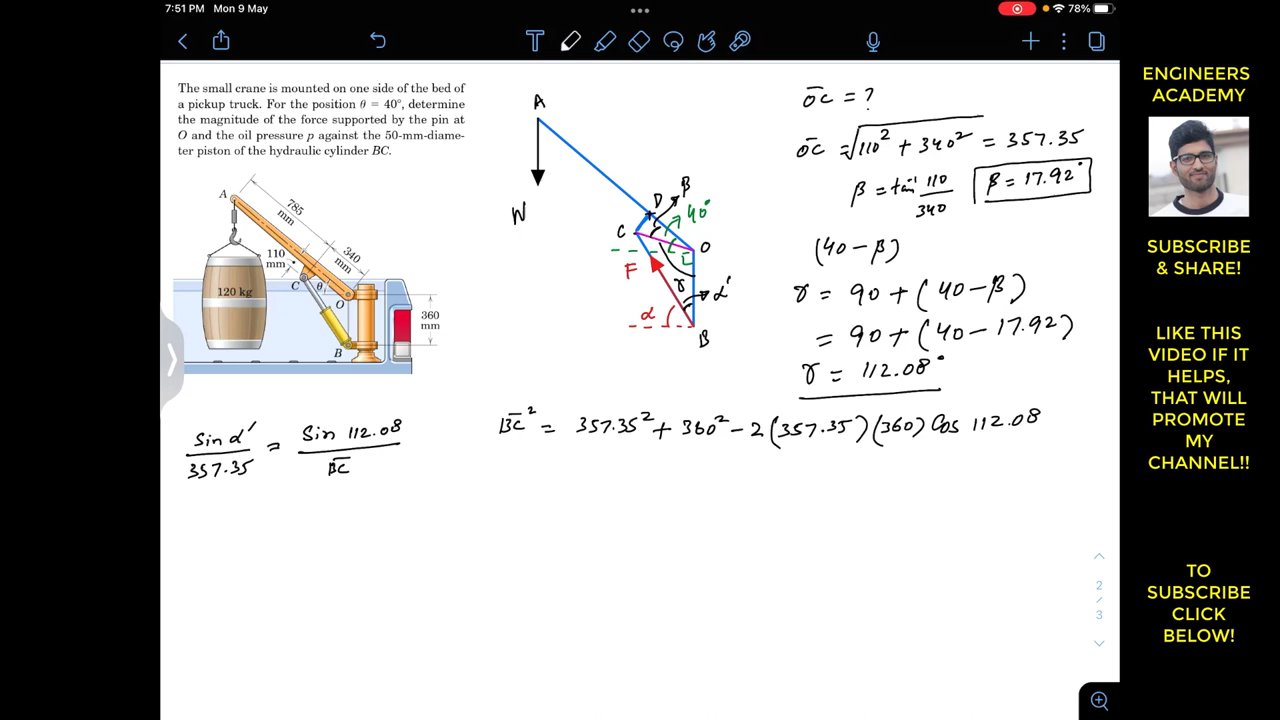 7:51 PM Mon 9 May
78%
The small crane is mounted on one side of the bed of
a pickup truck. For the position θ = 40°, determine
the magnitude of the force supported by the pin at
O and the oil pressure p against the 50-mm-diame-
ter piston of the hydraulic cylinder BC.
A
785
mm
340
mm
110
mm
C
θ
O
120 kg
360
mm
B
A
W
D
β
40°
C
O
F
γ
α'
α
B
OC = ?
OC = √110² + 340² = 357.35
β = tan⁻¹ 110/340
β = 17.92°
(40 - β)
γ = 90 + (40 - β)
= 90 + (40 - 17.92)
γ = 112.08°
Sin α' / 357.35 = Sin 112.08 / BC
BC² = 357.35² + 360² - 2(357.35)(360) Cos 112.08
2
3
ENGINEERS
ACADEMY
SUBSCRIBE
& SHARE!
LIKE THIS
VIDEO IF IT
HELPS,
THAT WILL
PROMOTE
MY
CHANNEL!!
TO
SUBSCRIBE
CLICK
BELOW!